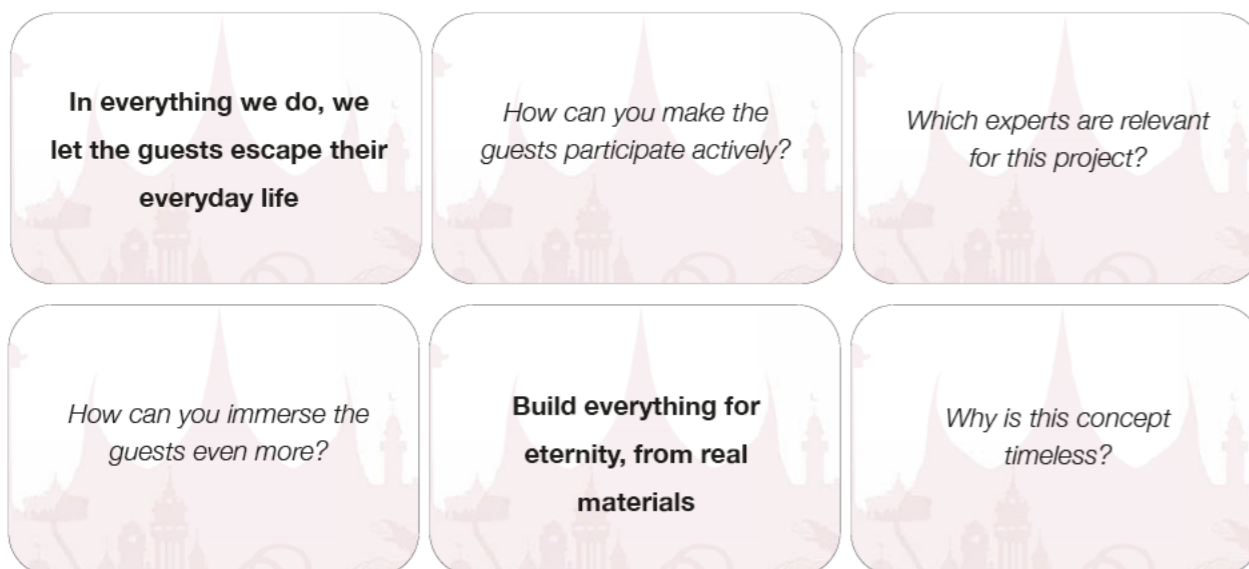 In everything we do, we
let the guests escape their
everyday life
How can you make the
guests participate actively?
Which experts are relevant
for this project?
How can you immerse the
guests even more?
Build everything for
eternity, from real
materials
Why is this concept
timeless?